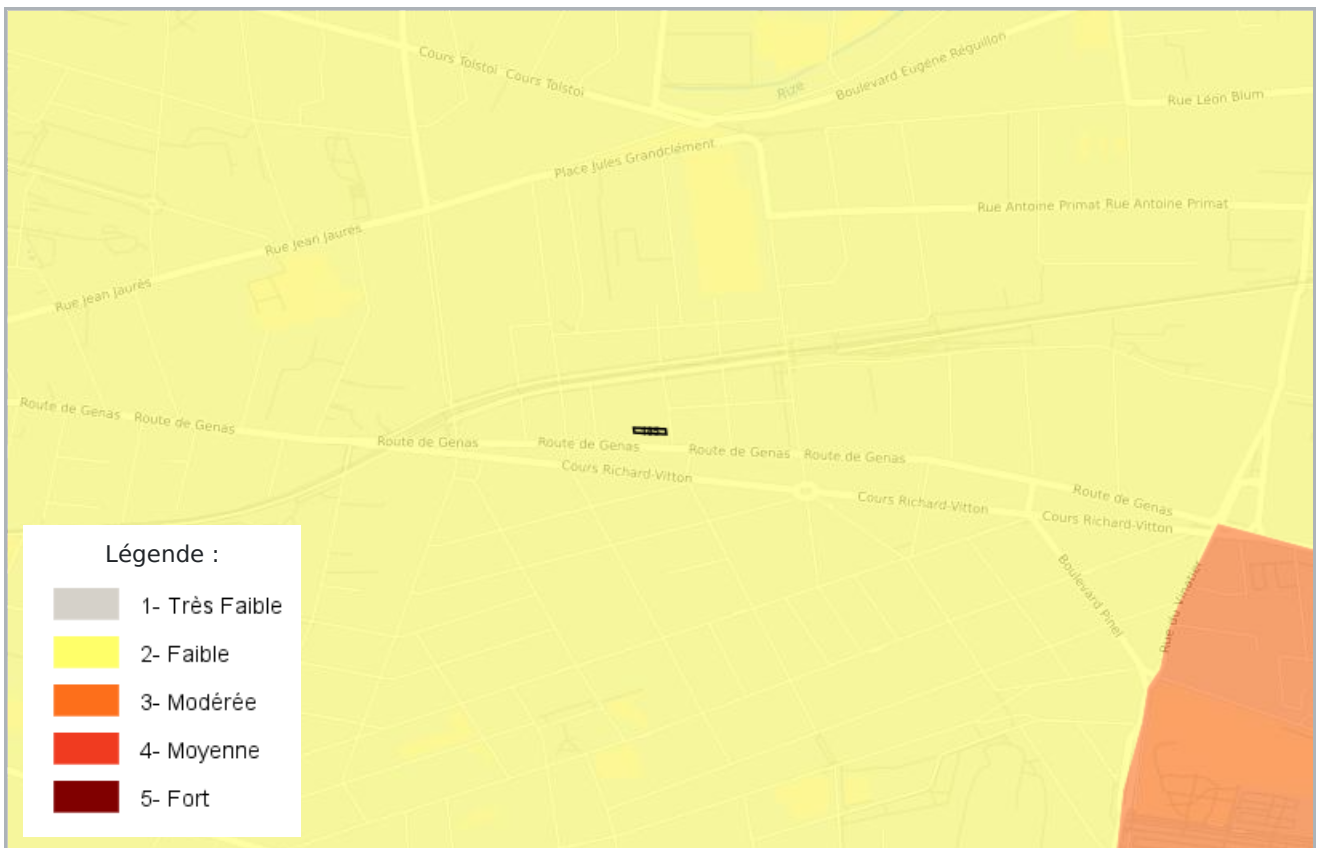 Cours Tolstoï Cours Tolstoï
Boulevard Eugène Réguillon
Rize
Rue Léon Blum
Place Jules Grandclément
Rue Antoine Primat Rue Antoine Primat
Rue Jean Jaurès
Rue Jean Jaurès
Route de Genas Route de Genas
Route de Genas
Route de Genas
Route de Genas
Route de Genas
Cours Richard-Vitton
Cours Richard-Vitton
Route de Genas
Cours Richard-Vitton
Boulevard Pinel
Rue du Vinatier
Légende :
1- Très Faible
2- Faible
3- Modérée
4- Moyenne
5- Fort